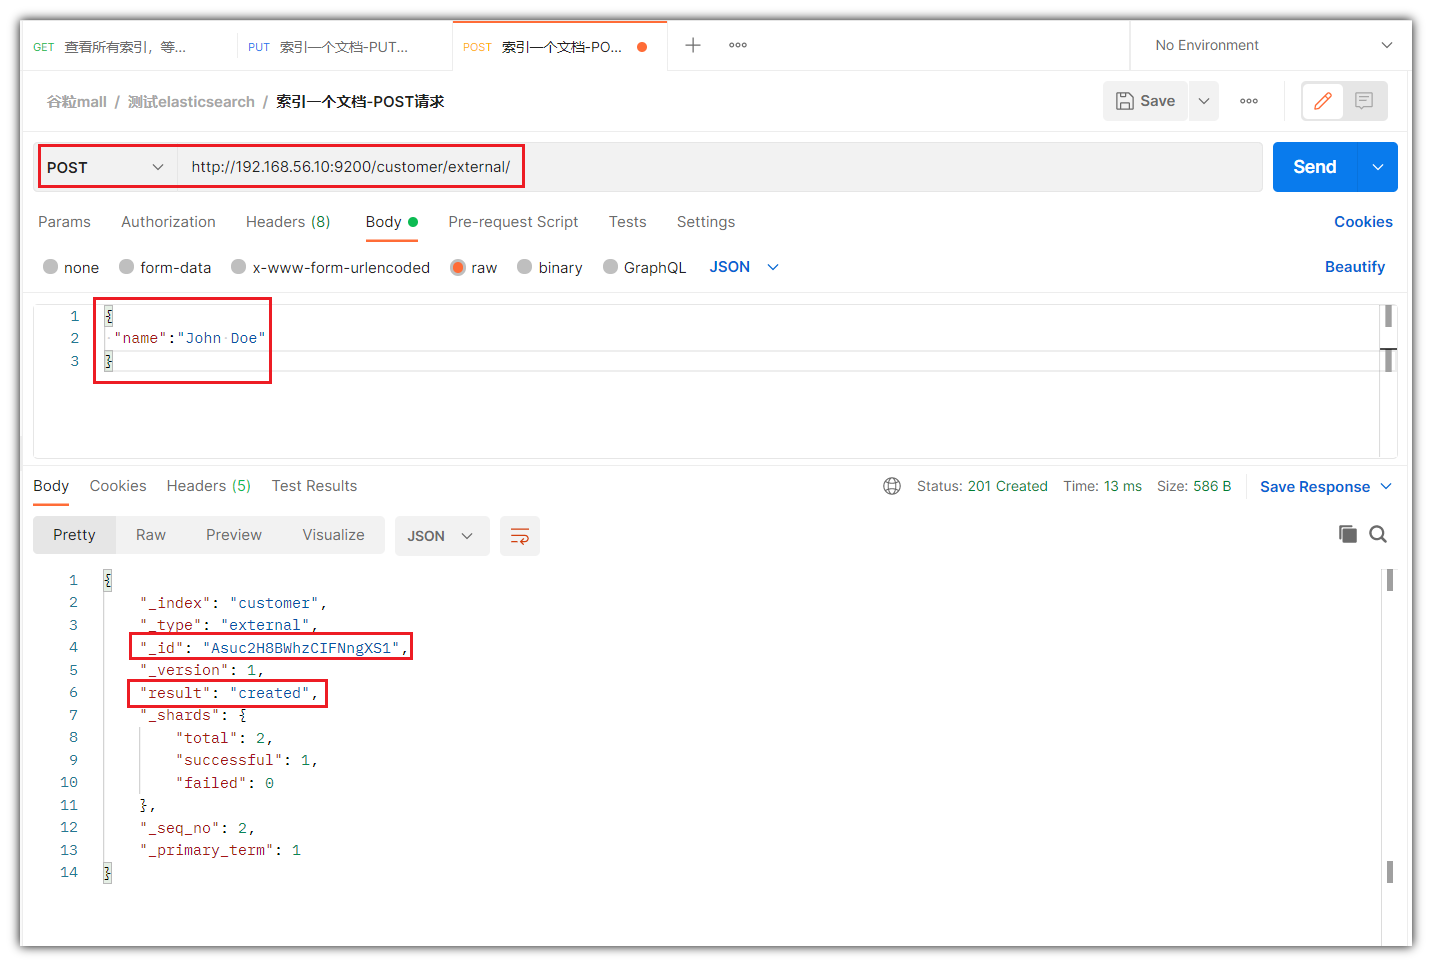 GET 查看所有索引，等... PUT 索引一个文档-PUT... POST 索引一个文档-PO... No Environment
谷粒mall / 测试elasticsearch / 索引一个文档-POST请求 Save
POST http://192.168.56.10:9200/customer/external/ Send
Params Authorization Headers (8) Body Pre-request Script Tests Settings Cookies
none form-data x-www-form-urlencoded raw binary GraphQL JSON Beautify
1 {
2 "name":"John Doe"
3 }
Body Cookies Headers (5) Test Results Status: 201 Created Time: 13 ms Size: 586 B Save Response
Pretty Raw Preview Visualize JSON
1 {
2 "_index": "customer",
3 "_type": "external",
4 "_id": "Asuc2H8BWhzCIFNngXS1",
5 "_version": 1,
6 "result": "created",
7 "_shards": {
8 "total": 2,
9 "successful": 1,
10 "failed": 0
11 },
12 "_seq_no": 2,
13 "_primary_term": 1
14 }